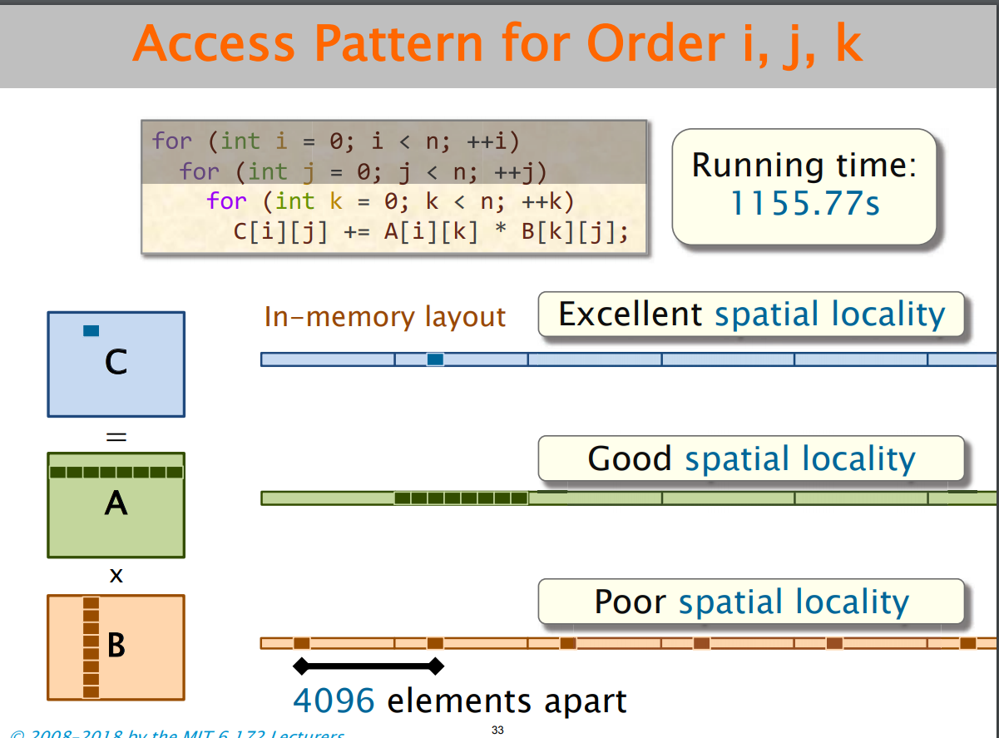 Access Pattern for Order i, j, k
for (int i = 0; i < n; ++i)
for (int j = 0; j < n; ++j)
for (int k = 0; k < n; ++k)
C[i][j] += A[i][k] * B[k][j];
Running time:
1155.77s
In-memory layout
Excellent spatial locality
C
=
Good spatial locality
A
x
Poor spatial locality
B
4096 elements apart
© 2008-2018 by the MIT 6.172 Lecturers
33